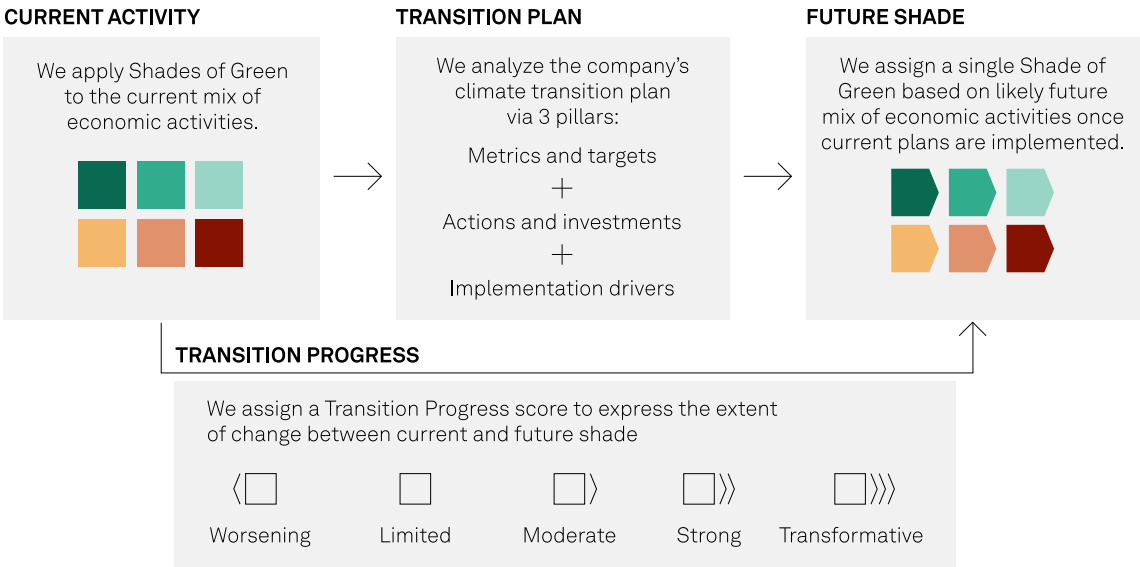 CURRENT ACTIVITY
We apply Shades of Green
to the current mix of
economic activities.
TRANSITION PLAN
We analyze the company’s
climate transition plan
via 3 pillars:
Metrics and targets
+
Actions and investments
+
Implementation drivers
FUTURE SHADE
We assign a single Shade of
Green based on likely future
mix of economic activities once
current plans are implemented.
TRANSITION PROGRESS
We assign a Transition Progress score to express the extent
of change between current and future shade
Worsening
Limited
Moderate
Strong
Transformative